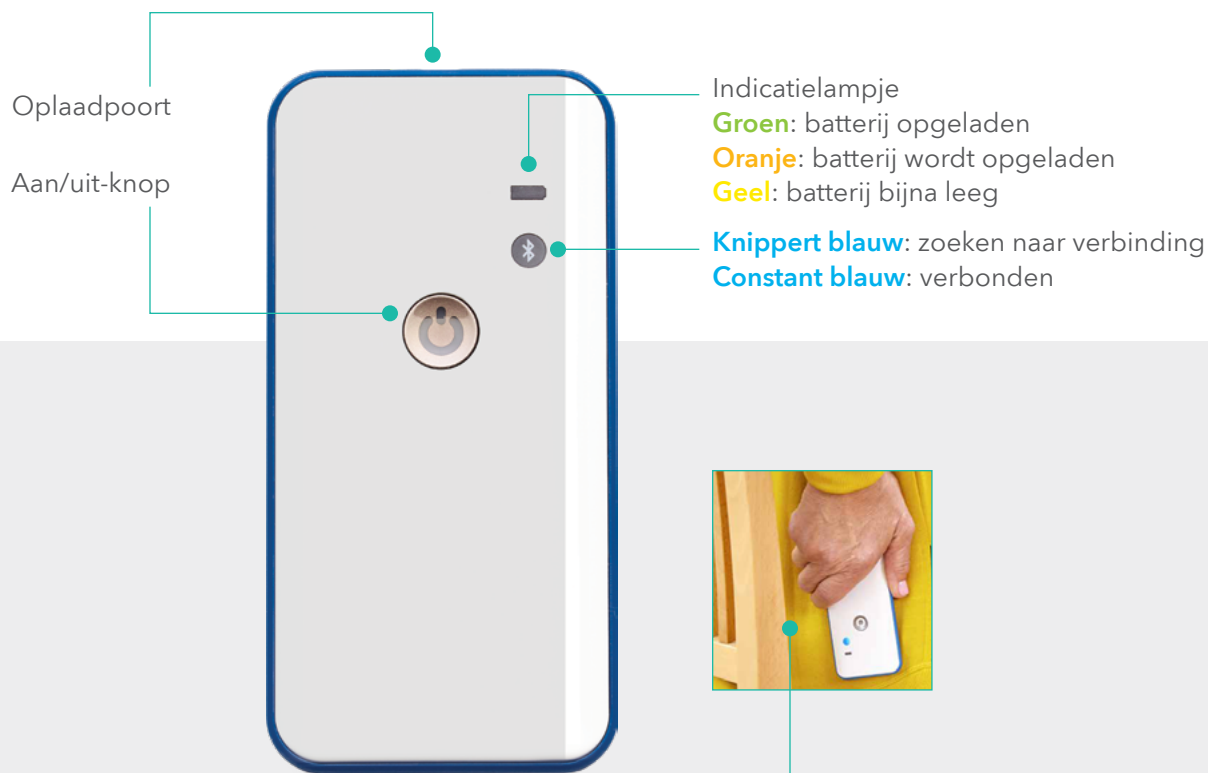 Oplaadpoort
Aan/uit-knop
Indicatielampje
Groen: batterij opgeladen
Oranje: batterij wordt opgeladen
Geel: batterij bijna leeg
Knippert blauw: zoeken naar verbinding
Constant blauw: verbonden